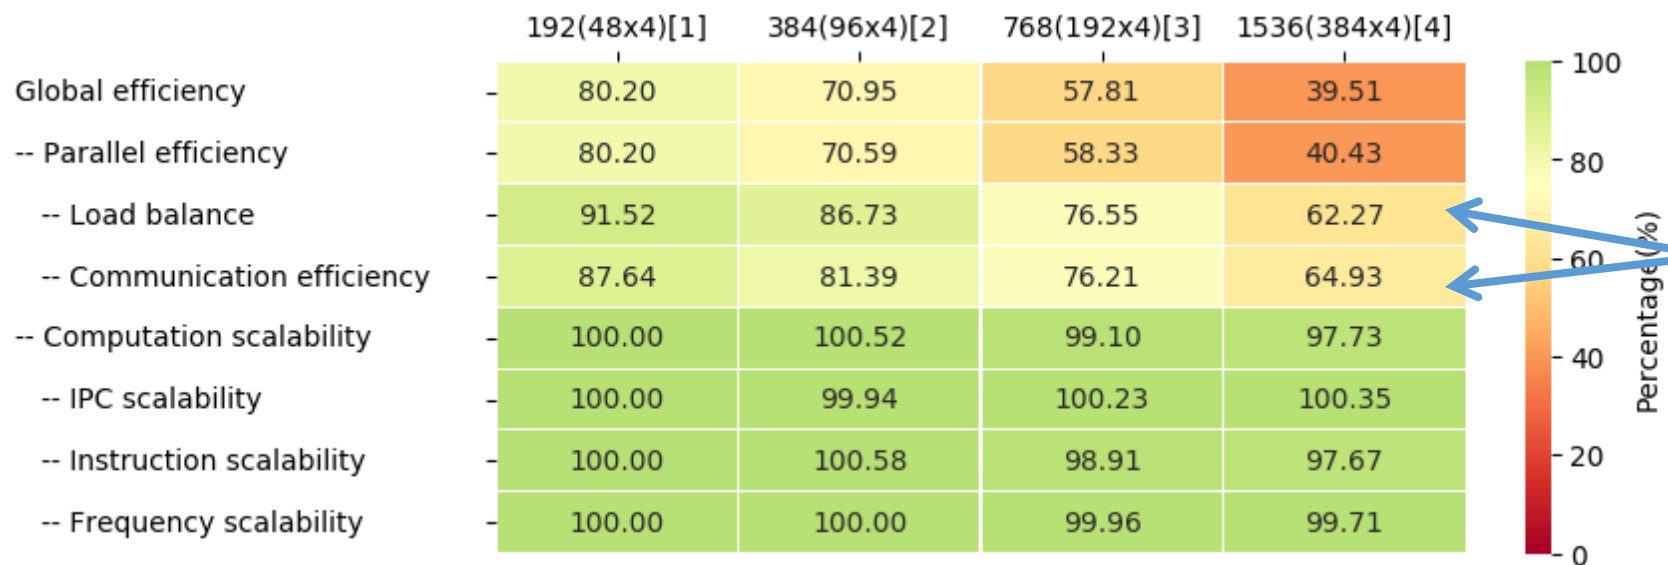 192(48x4)[1] 384(96x4)[2] 768(192x4)[3] 1536(384x4)[4]
Global efficiency 80.20 70.95 57.81 39.51
-- Parallel efficiency 80.20 70.59 58.33 40.43
-- Load balance 91.52 86.73 76.55 62.27
-- Communication efficiency 87.64 81.39 76.21 64.93
-- Computation scalability 100.00 100.52 99.10 97.73
-- IPC scalability 100.00 99.94 100.23 100.35
-- Instruction scalability 100.00 100.58 98.91 97.67
-- Frequency scalability 100.00 100.00 99.96 99.71
100
80
60
40
20
0
Percentage(%)